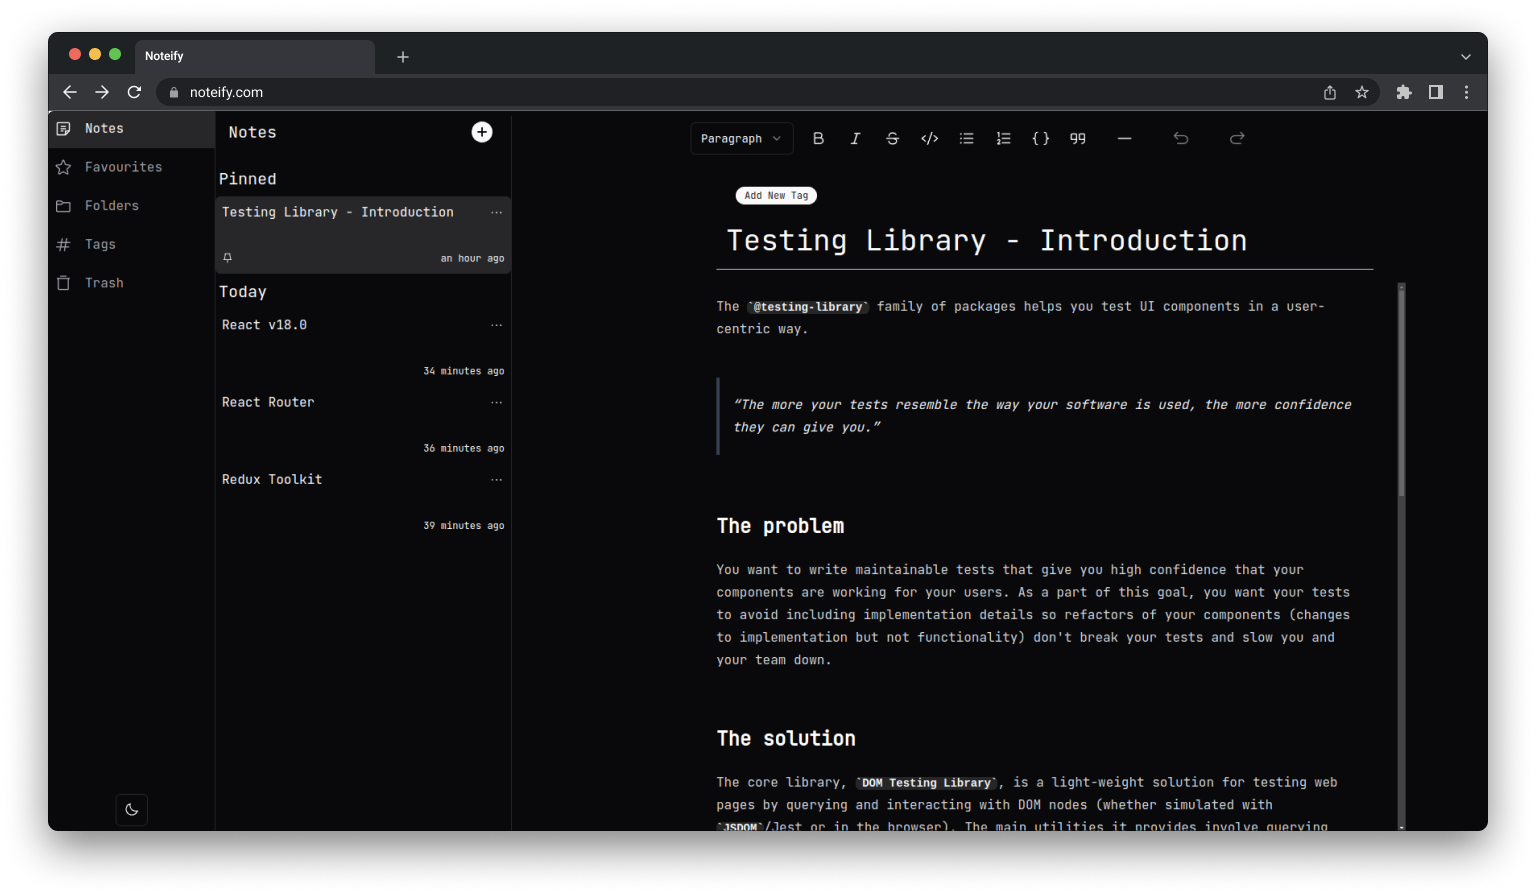 Noteify
noteify.com
Notes
Favourites
Folders
Tags
Trash
Notes
Pinned
Testing Library - Introduction
an hour ago
Today
React v18.0
34 minutes ago
React Router
36 minutes ago
Redux Toolkit
39 minutes ago
Paragraph
Add New Tag
Testing Library - Introduction
The `@testing-library` family of packages helps you test UI components in a user-
centric way.
“The more your tests resemble the way your software is used, the more confidence
they can give you.”
The problem
You want to write maintainable tests that give you high confidence that your
components are working for your users. As a part of this goal, you want your tests
to avoid including implementation details so refactors of your components (changes
to implementation but not functionality) don't break your tests and slow you and
your team down.
The solution
The core library, `DOM Testing Library`, is a light-weight solution for testing web
pages by querying and interacting with DOM nodes (whether simulated with
`JSDOM`/Jest or in the browser). The main utilities it provides involve querying